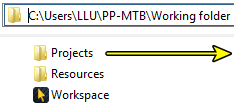 C:\Users\LLU\PP-MTB\Working folder
Projects
Resources
Workspace